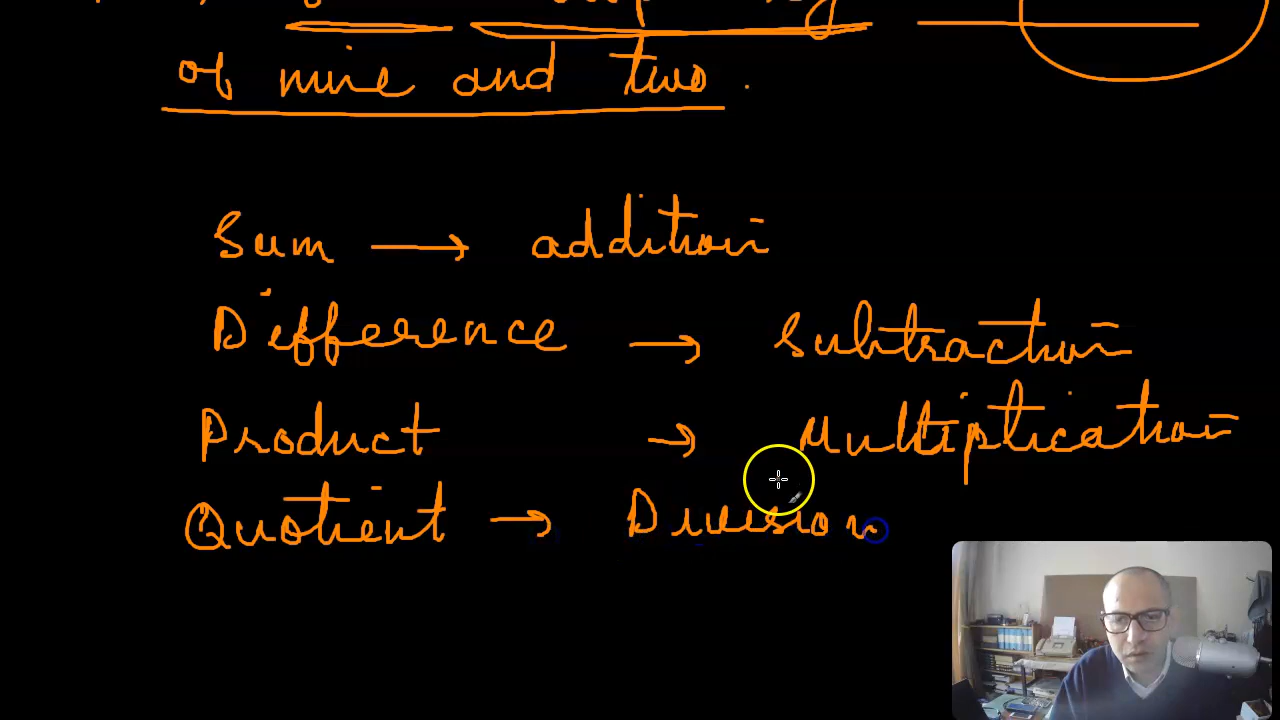 of nine and two.
Sum → addition
Difference → Subtraction
Product → Multiplication
Quotient → Division